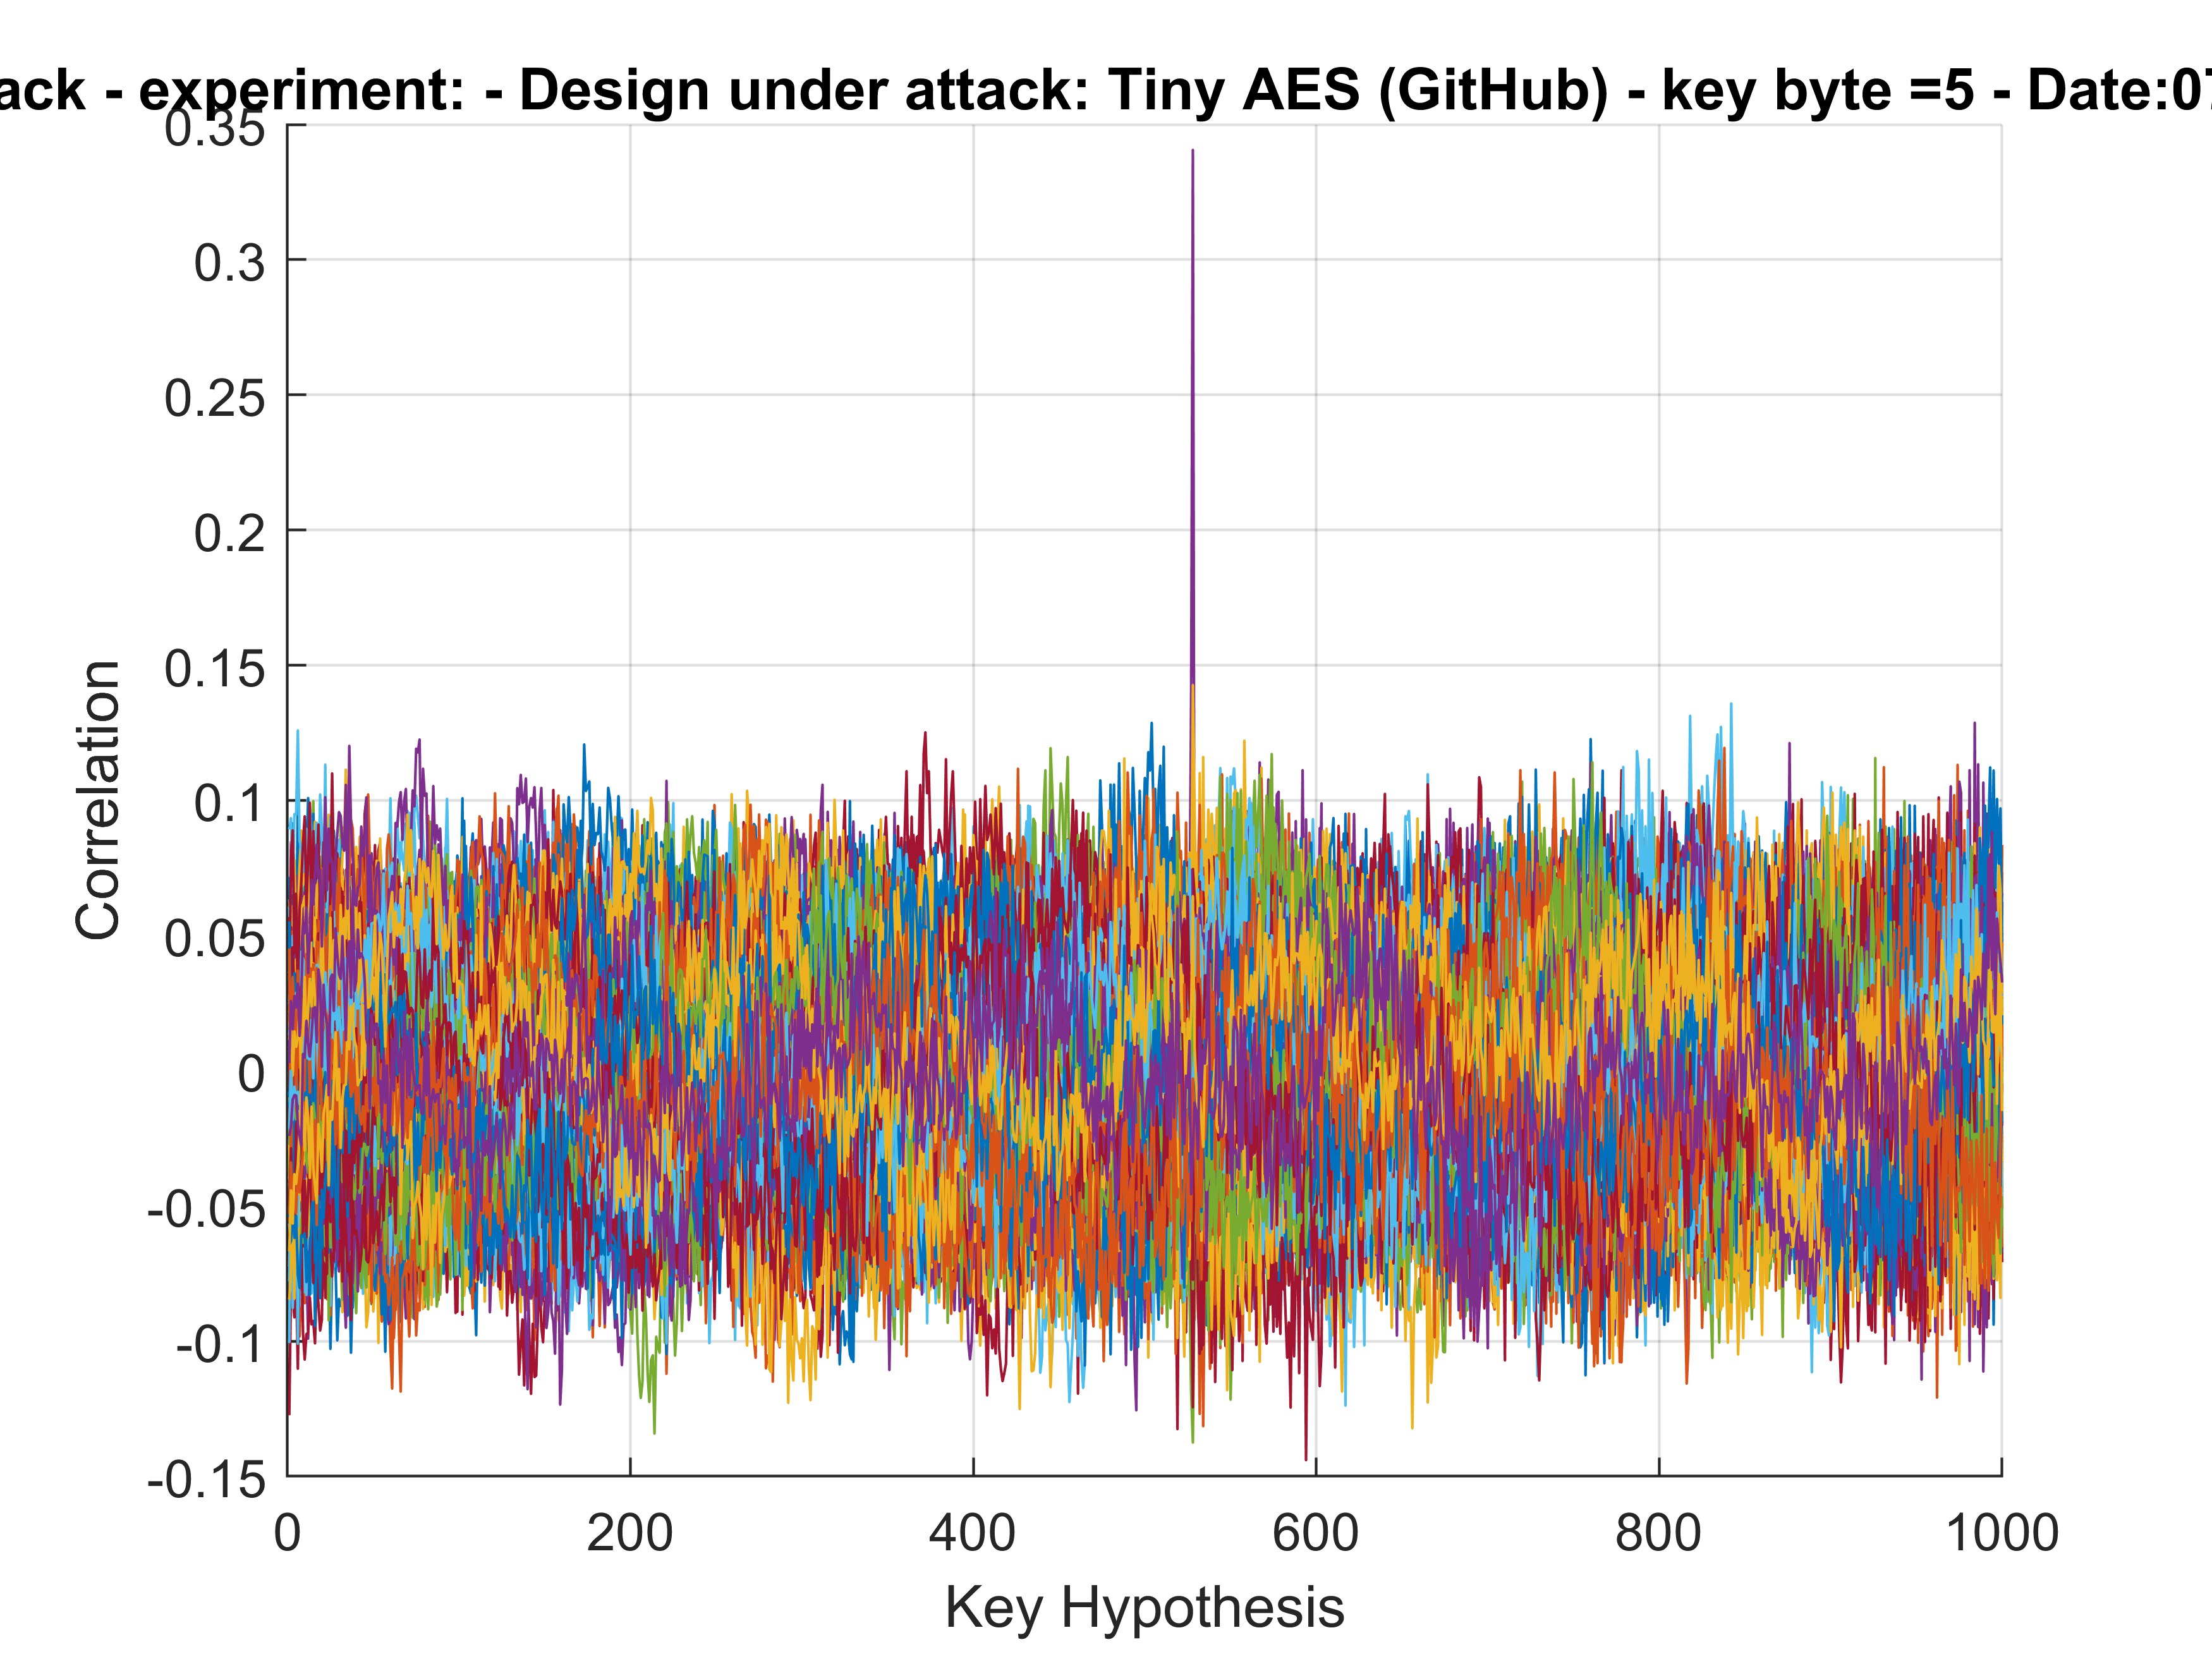 ack - experiment: - Design under attack: Tiny AES (GitHub) - key byte =5 - Date:07
0.35
0.3
0.25
0.2
0.15
0.1
0.05
0
-0.05
-0.1
-0.15
Correlation
0 200 400 600 800 1000
Key Hypothesis